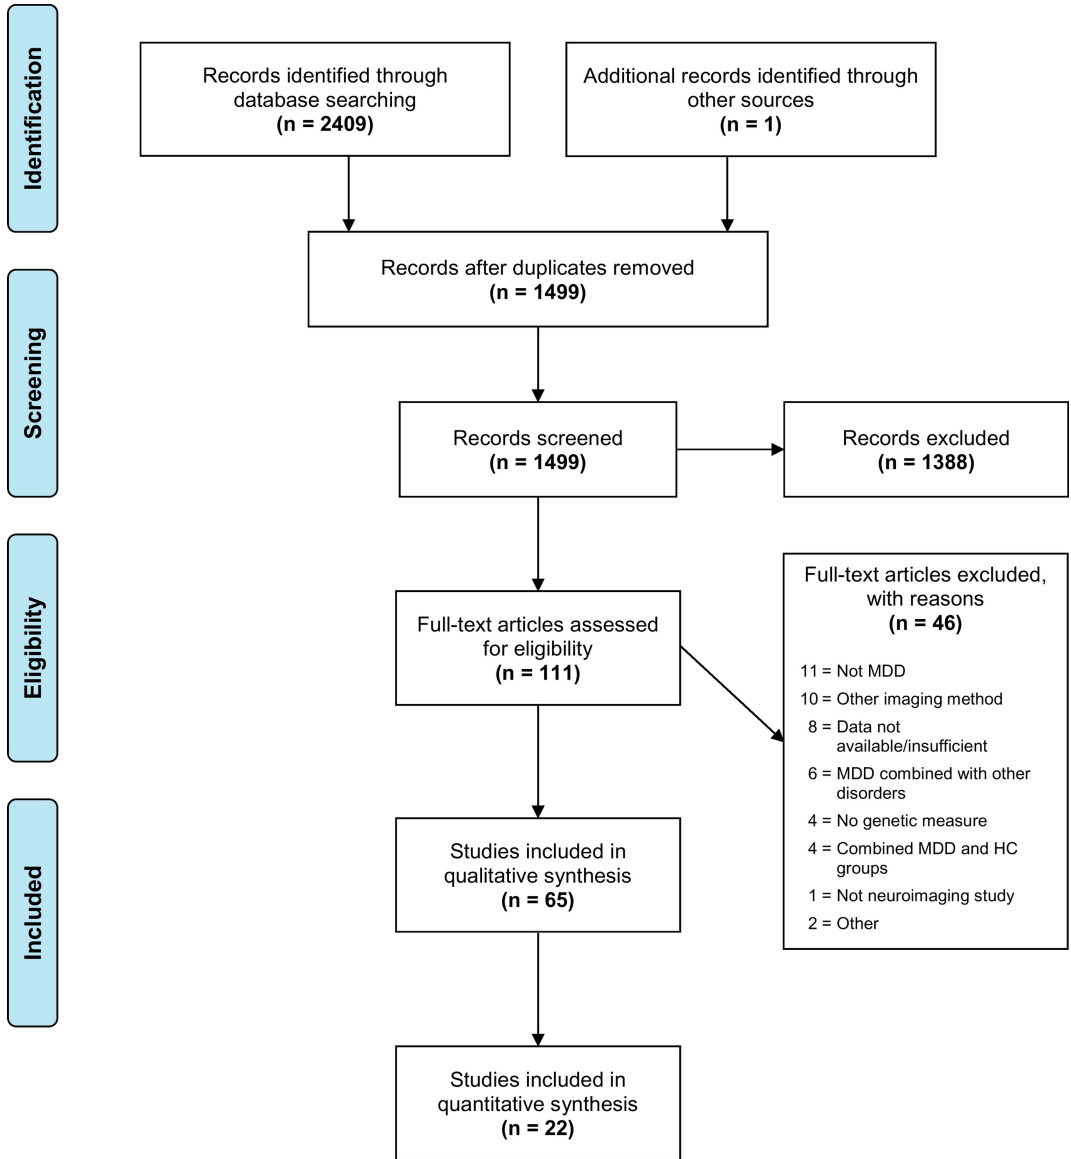 Identification
Records identified through
database searching
(n = 2409)
Additional records identified through
other sources
(n = 1)
Records after duplicates removed
(n = 1499)
Screening
Records screened
(n = 1499)
Records excluded
(n = 1388)
Eligibility
Full-text articles assessed
for eligibility
(n = 111)
Full-text articles excluded,
with reasons
(n = 46)
11 = Not MDD
10 = Other imaging method
8 = Data not
available/insufficient
6 = MDD combined with other
disorders
4 = No genetic measure
4 = Combined MDD and HC
groups
1 = Not neuroimaging study
2 = Other
Included
Studies included in
qualitative synthesis
(n = 65)
Studies included in
quantitative synthesis
(n = 22)